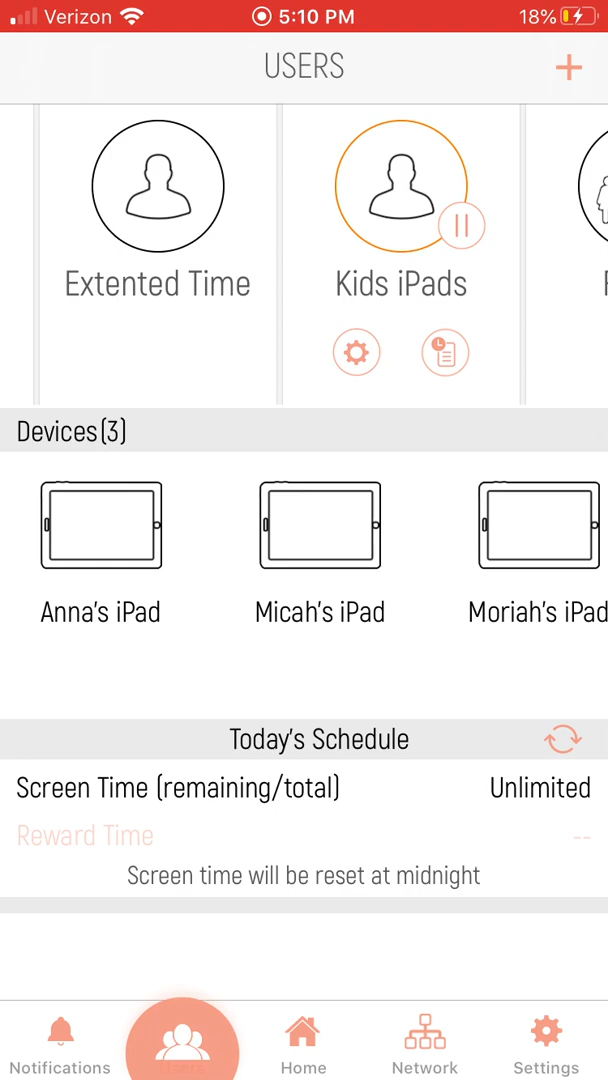 Verizon 5:10 PM 18%
USERS +
Extented Time Kids iPads
Devices(3)
Anna's iPad Micah's iPad Moriah's iPad
Today's Schedule
Screen Time (remaining/total) Unlimited
Reward Time --
Screen time will be reset at midnight
Notifications Users Home Network Settings